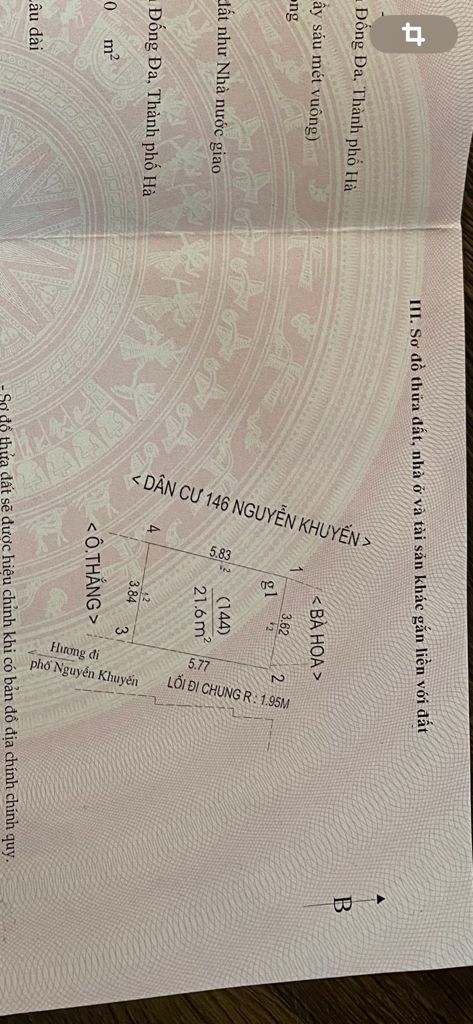 Đống Đa, Thành phố Hà
ẩy sáu mét vuông)
ng
đất như Nhà nước giao
Đống Đa, Thành phố Hà
0 m²
âu dài
III. Sơ đồ thửa đất, nhà ở và tài sản khác gắn liền với đất
B
< BÀ HOA >
< DÂN CƯ 146 NGUYỄN KHUYẾN >
1
3.62
2
g1
5.83
(144)
21.6 m²
5.77
LỐI ĐI CHUNG R : 1.95M
4
3.84
3
< Ô.THẮNG >
Hướng đi
phố Nguyễn Khuyến
- Sơ đồ thửa đất sẽ được hiệu chỉnh khi có bản đồ địa chính chính quy.